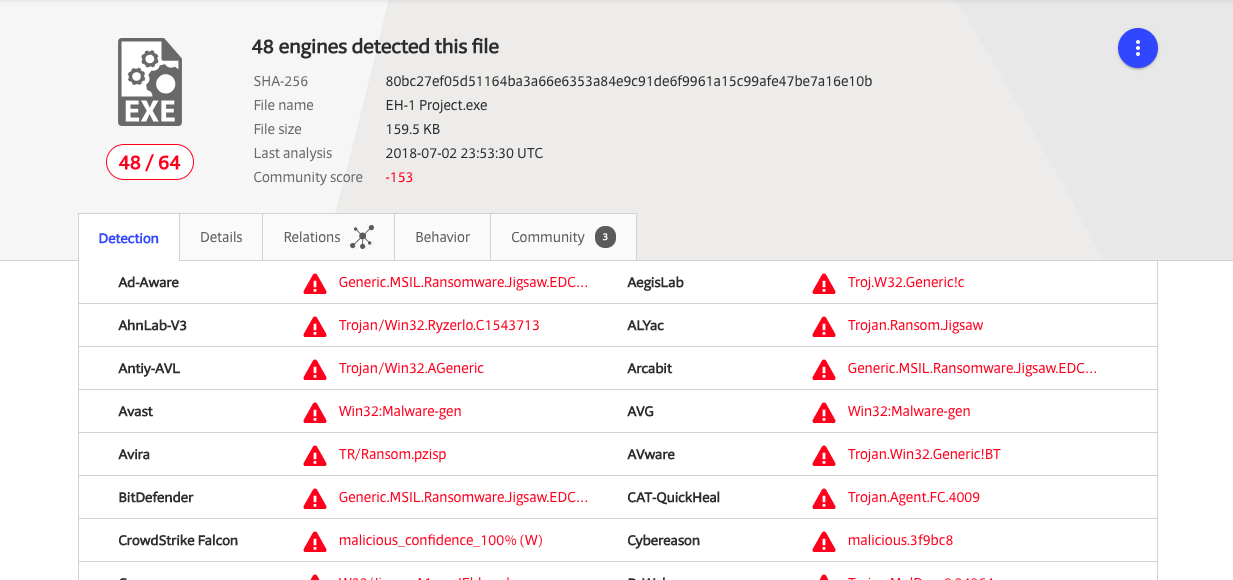 48 engines detected this file
SHA-256 80bc27ef05d51164ba3a66e6353a84e9c91de6f9961a15c99afe47be7a16e10b
File name EH-1 Project.exe
File size 159.5 KB
Last analysis 2018-07-02 23:53:30 UTC
Community score -153
EXE
48 / 64
Detection Details Relations Behavior Community 3
Ad-Aware Generic.MSIL.Ransomware.Jigsaw.EDC... AegisLab Troj.W32.Generic!c
AhnLab-V3 Trojan/Win32.Ryzerlo.C1543713 ALYac Trojan.Ransom.Jigsaw
Antiy-AVL Trojan/Win32.AGeneric Arcabit Generic.MSIL.Ransomware.Jigsaw.EDC...
Avast Win32:Malware-gen AVG Win32:Malware-gen
Avira TR/Ransom.pzisp AVware Trojan.Win32.Generic!BT
BitDefender Generic.MSIL.Ransomware.Jigsaw.EDC... CAT-QuickHeal Trojan.Agent.FC.4009
CrowdStrike Falcon malicious_confidence_100% (W) Cybereason malicious.3f9bc8